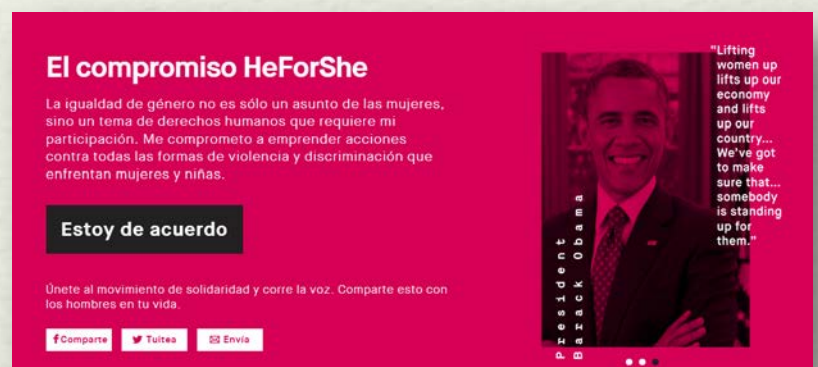 El compromiso HeForShe
La igualdad de género no es sólo un asunto de las mujeres,
sino un tema de derechos humanos que requiere mi
participación. Me comprometo a emprender acciones
contra todas las formas de violencia y discriminación que
enfrentan mujeres y niñas.
Estoy de acuerdo
Únete al movimiento de solidaridad y corre la voz. Comparte esto con
los hombres en tu vida.
Comparte
Tuitea
Envía
President
Barack Obama
"Lifting
women up
lifts up our
economy
and lifts
up our
country...
We've got
to make
sure that...
somebody
is standing
up for
them."